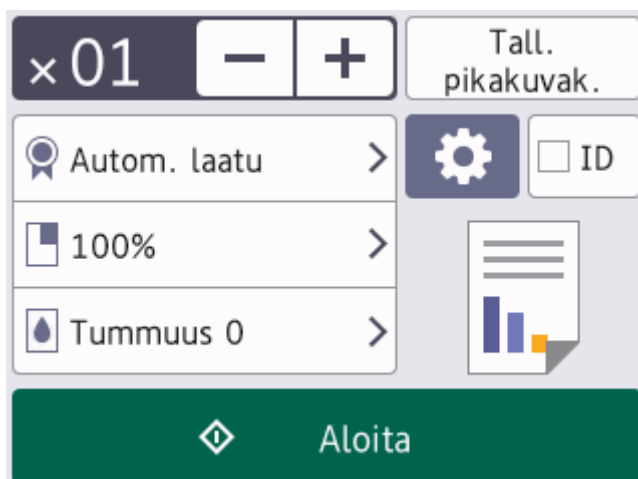 ×01
Tall.
pikakuvak.
Autom. laatu
ID
100%
Tummuus 0
Aloita